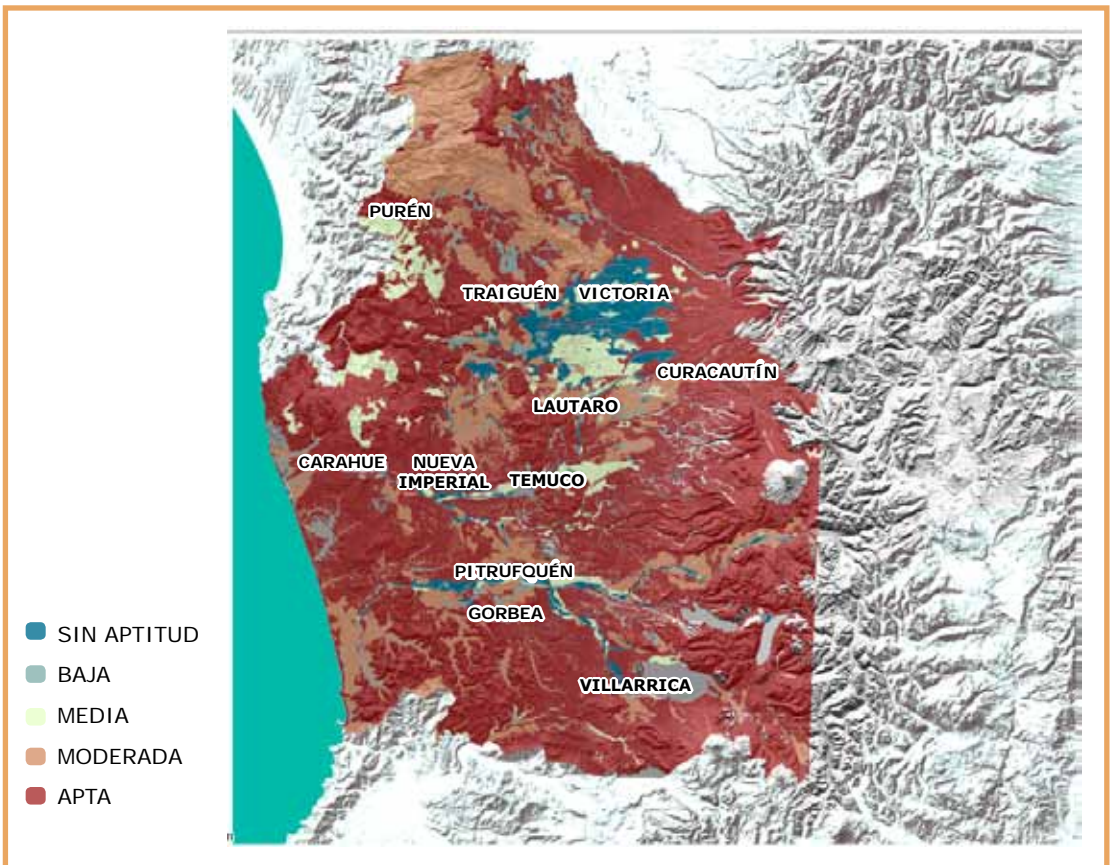 PURÉN
TRAIGUÉN VICTORIA
CURACAUTÍN
LAUTARO
CARAHUE
NUEVA
IMPERIAL
TEMUCO
PITRUFQUÉN
GORBEA
VILLARRICA
SIN APTITUD
BAJA
MEDIA
MODERADA
APTA